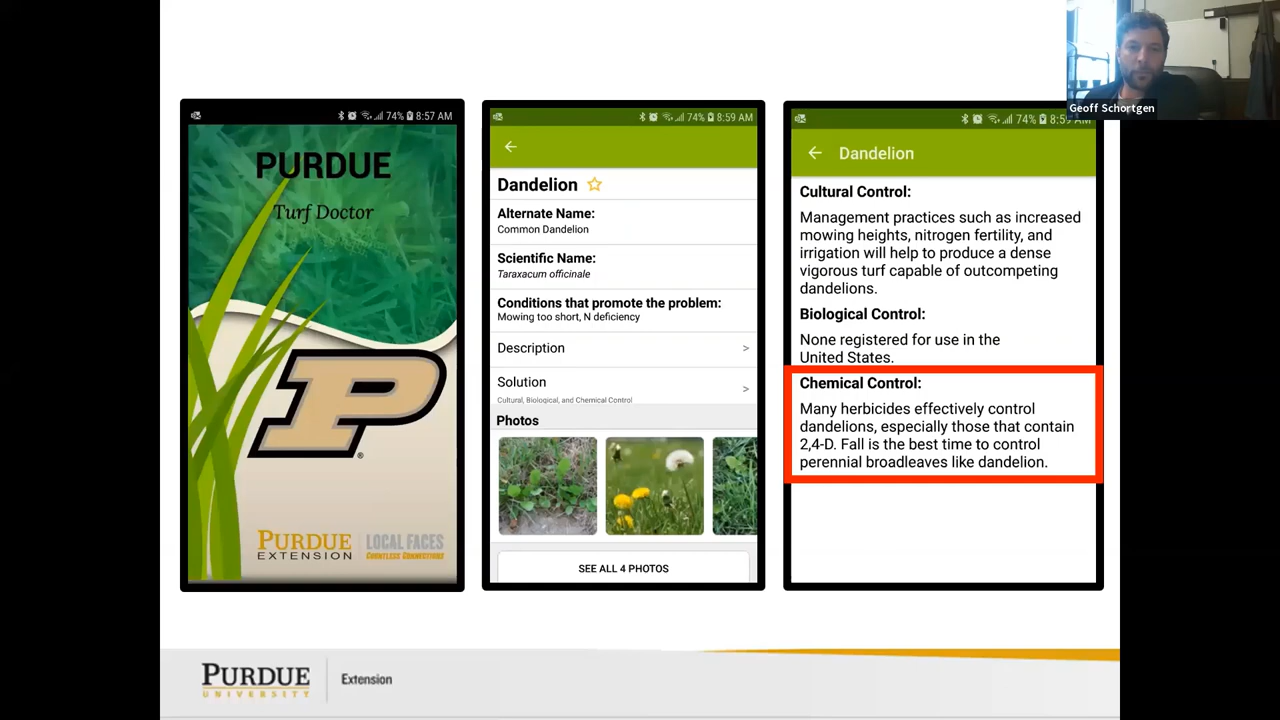 Geoff Schortgen
74% 8:57 AM
PURDUE
Turf Doctor
P
PURDUE
EXTENSION
LOCAL FACES
COUNTLESS CONNECTIONS
74% 8:59 AM
Dandelion
Alternate Name:
Common Dandelion
Scientific Name:
Taraxacum officinale
Conditions that promote the problem:
Mowing too short, N deficiency
Description >
Solution >
Cultural, Biological, and Chemical Control
Photos
SEE ALL 4 PHOTOS
74% 8:59 AM
Dandelion
Cultural Control:
Management practices such as increased
mowing heights, nitrogen fertility, and
irrigation will help to produce a dense
vigorous turf capable of outcompeting
dandelions.
Biological Control:
None registered for use in the
United States.
Chemical Control:
Many herbicides effectively control
dandelions, especially those that contain
2,4-D. Fall is the best time to control
perennial broadleaves like dandelion.
PURDUE
UNIVERSITY
Extension